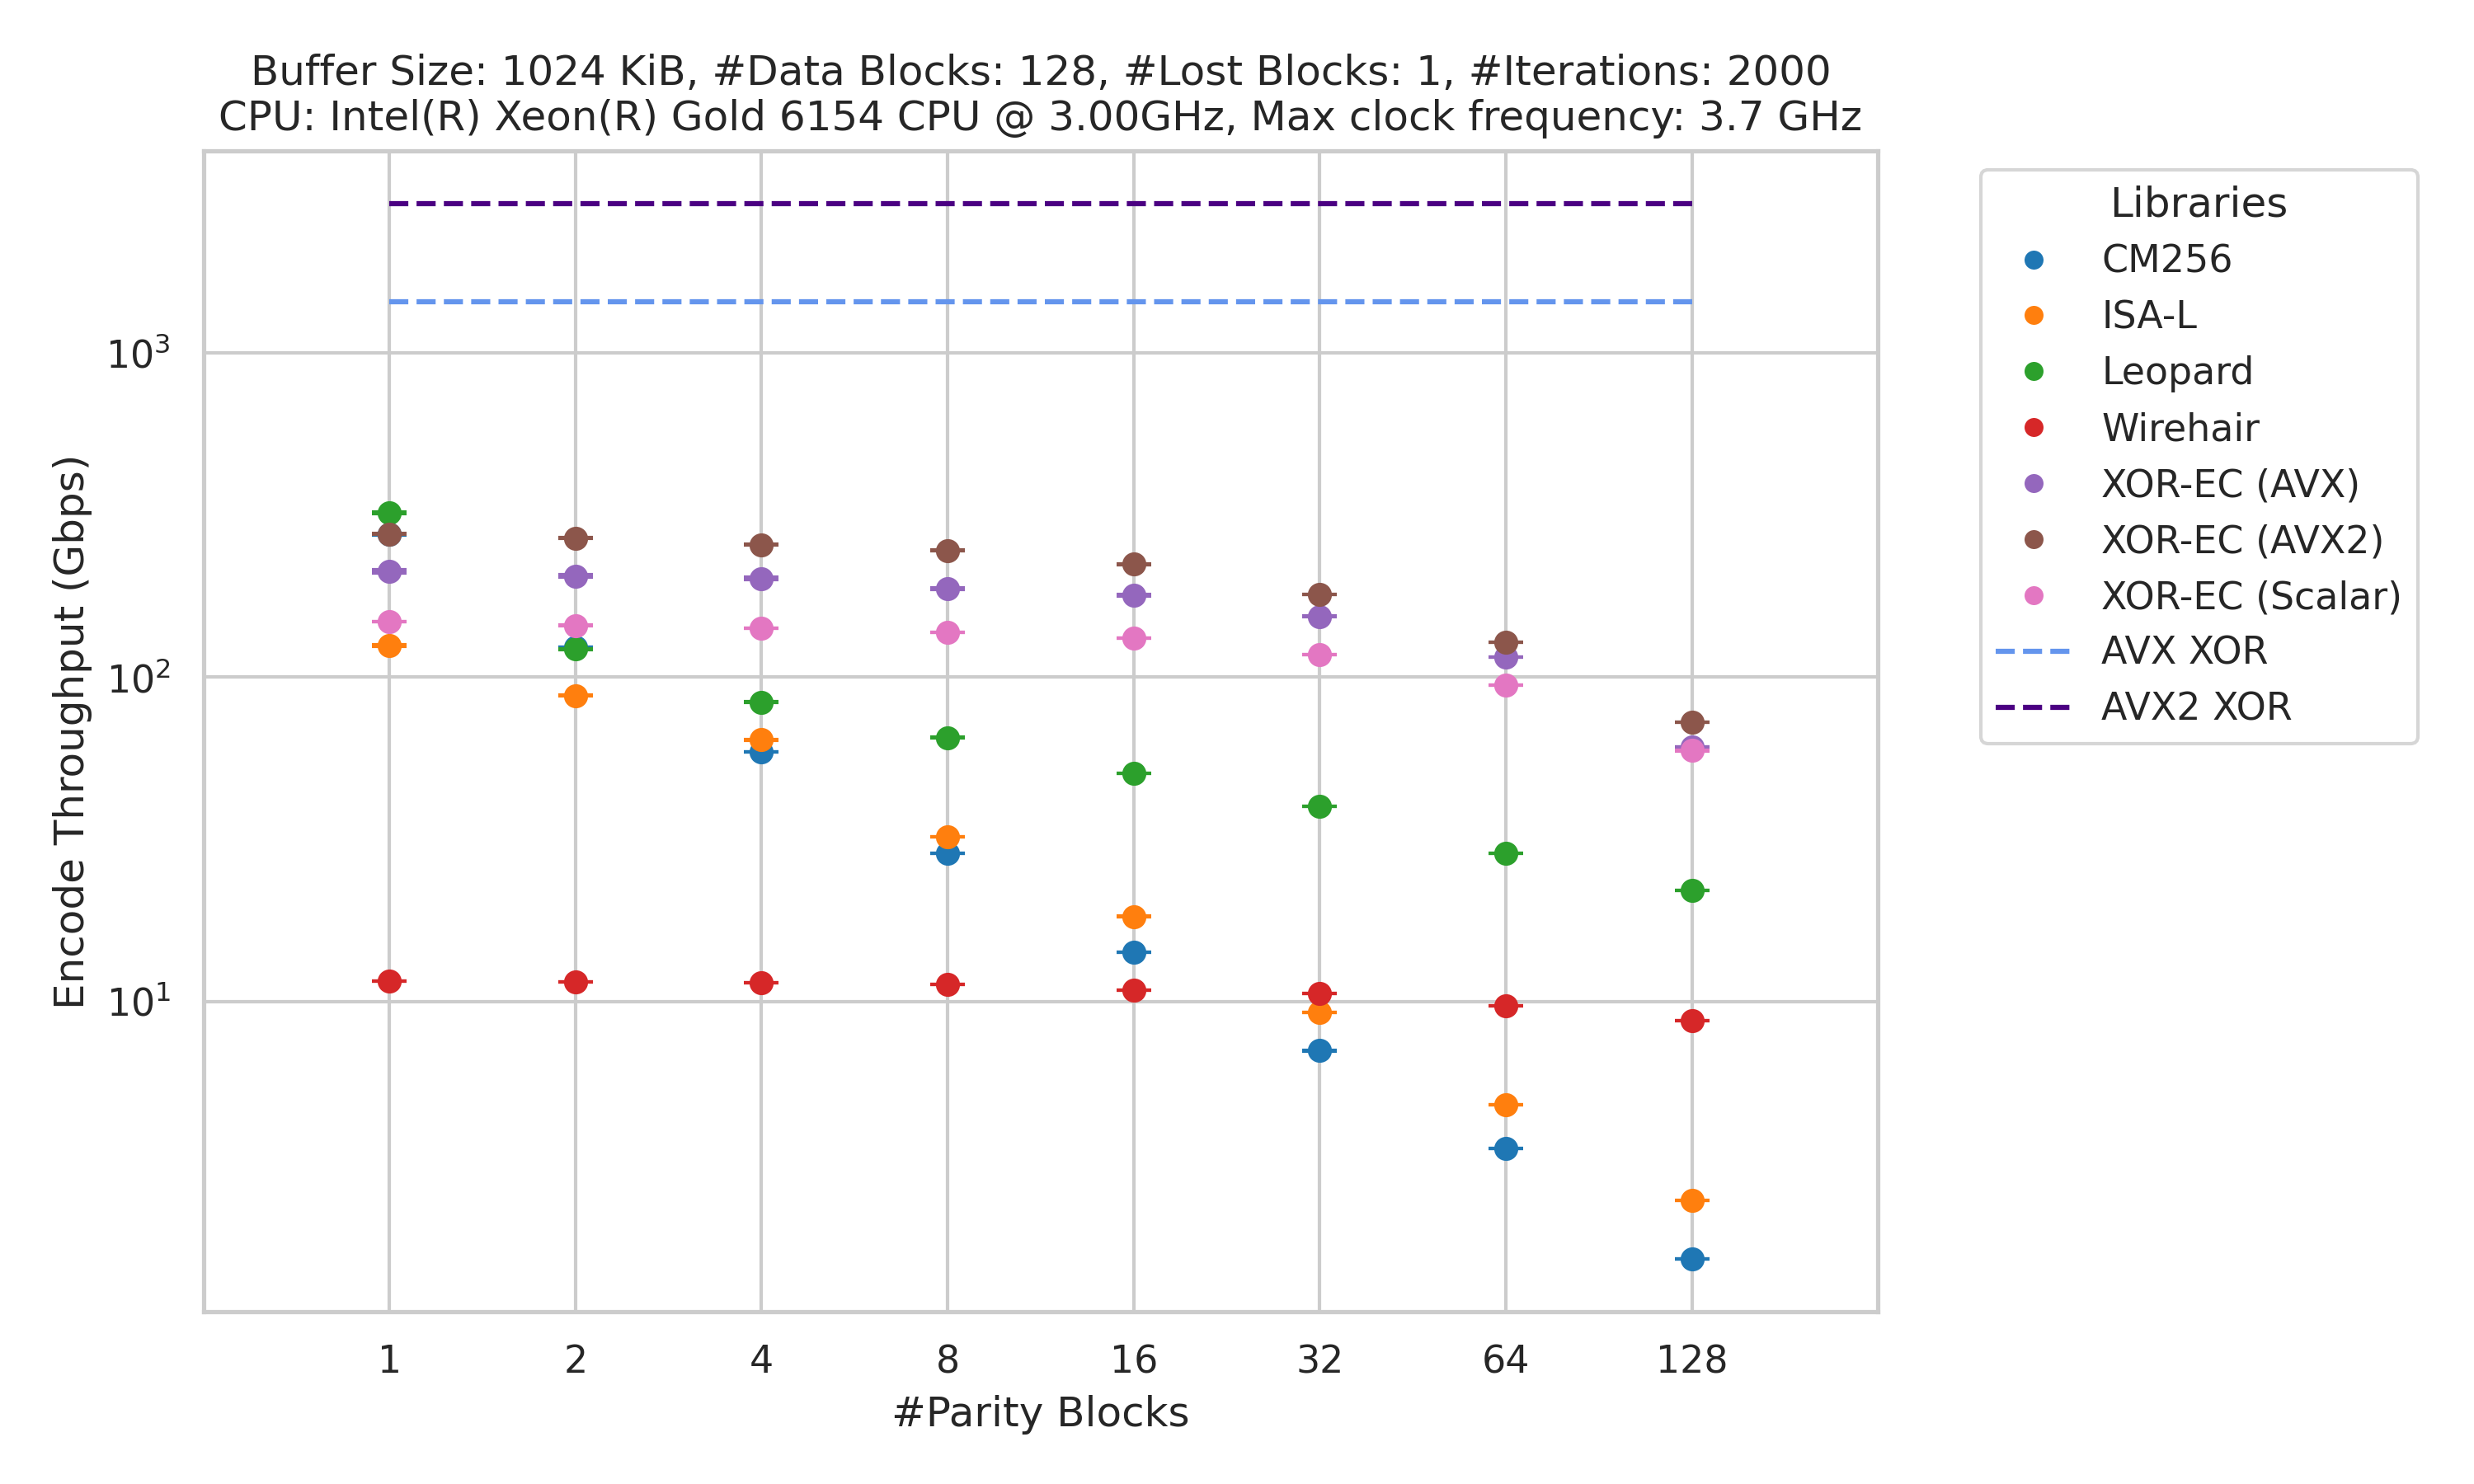 Buffer Size: 1024 KiB, #Data Blocks: 128, #Lost Blocks: 1, #Iterations: 2000
CPU: Intel(R) Xeon(R) Gold 6154 CPU @ 3.00GHz, Max clock frequency: 3.7 GHz
Encode Throughput (Gbps)
10³
10²
10¹
1 2 4 8 16 32 64 128
#Parity Blocks
Libraries
CM256
ISA-L
Leopard
Wirehair
XOR-EC (AVX)
XOR-EC (AVX2)
XOR-EC (Scalar)
AVX XOR
AVX2 XOR